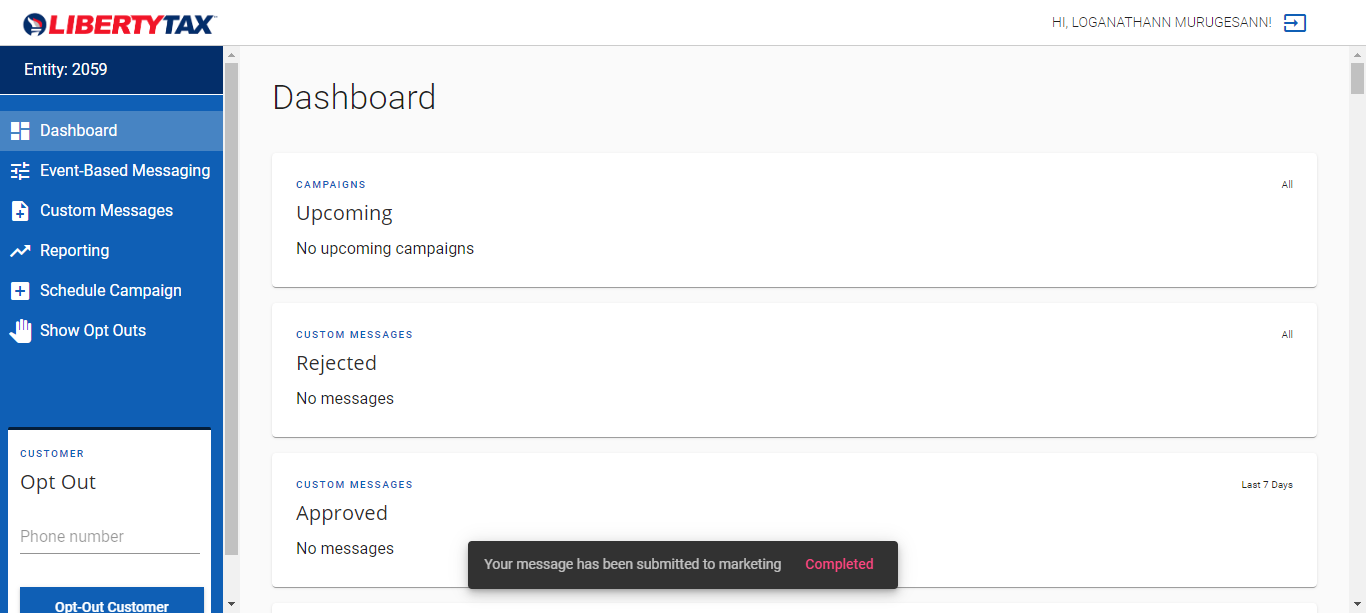 LIBERTYTAX
HI, LOGANATHANN MURUGESANN!
Entity: 2059
Dashboard
Event-Based Messaging
Custom Messages
Reporting
Schedule Campaign
Show Opt Outs
CUSTOMER
Opt Out
Phone number
Opt-Out Customer
Dashboard
CAMPAIGNS
All
Upcoming
No upcoming campaigns
CUSTOM MESSAGES
All
Rejected
No messages
CUSTOM MESSAGES
Last 7 Days
Approved
No messages
Your message has been submitted to marketing
Completed